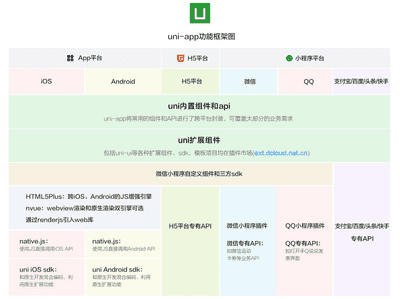 uni-app功能框架图
App平台
H5平台
小程序平台
iOS
Android
H5平台
微信
QQ
支付宝/百度/头条/快手
uni内置组件和api
uni-app将常用的组件和API进行了跨平台封装，可覆盖大部分的业务需求
uni扩展组件
包括uni-ui等各种扩展组件、sdk、模板项目均在插件市场(ext.dcloud.net.cn)
微信小程序自定义组件和三方sdk
支付宝/百度/头条/快手
专有API
HTML5Plus：跨iOS、Android的JS增强引擎
nvue：webview渲染和原生渲染双引擎可选
通过renderjs引入web库
H5平台专有API
微信小程序插件
微信专有API：
如微信运动
卡券等业务API
QQ小程序插件
QQ专有API：
如打开手Q说说发
表界面
native.js：
使用JS直接调用iOS API
native.js：
使用JS直接调用Android API
uni iOS sdk：
和原生开发混合编码，利
用原生扩展功能
uni Android sdk：
和原生开发混合编码，利用
原生扩展功能